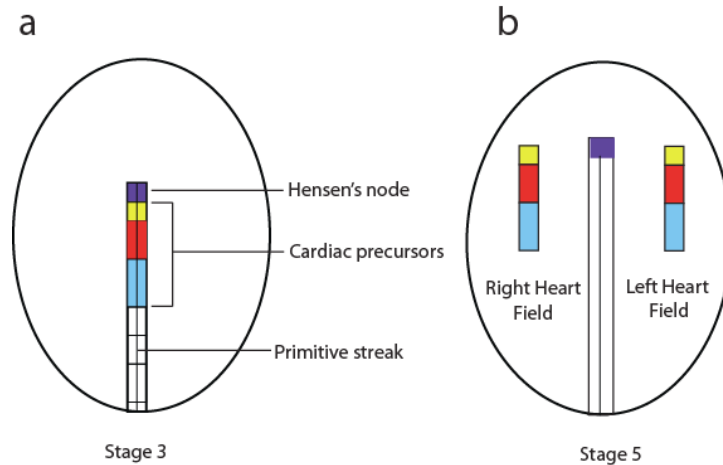 a
b
Hensen's node
Cardiac precursors
Primitive streak
Right Heart
Field
Left Heart
Field
Stage 3
Stage 5